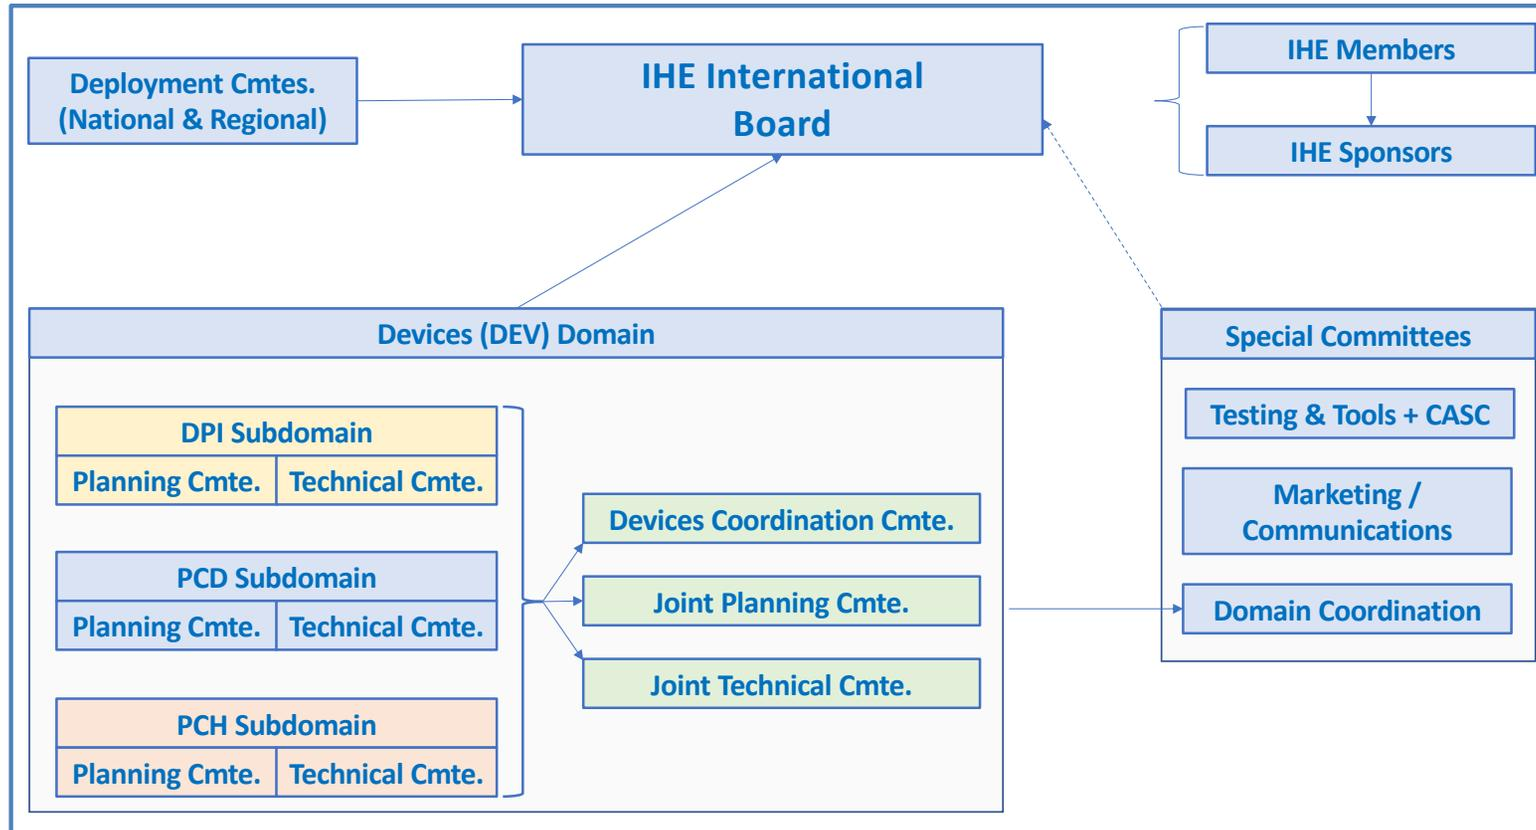 Deployment Cmtes.
(National & Regional)
IHE International
Board
IHE Members
IHE Sponsors
Devices (DEV) Domain
DPI Subdomain
Planning Cmte.
Technical Cmte.
PCD Subdomain
Planning Cmte.
Technical Cmte.
PCH Subdomain
Planning Cmte.
Technical Cmte.
Devices Coordination Cmte.
Joint Planning Cmte.
Joint Technical Cmte.
Special Committees
Testing & Tools + CASC
Marketing /
Communications
Domain Coordination